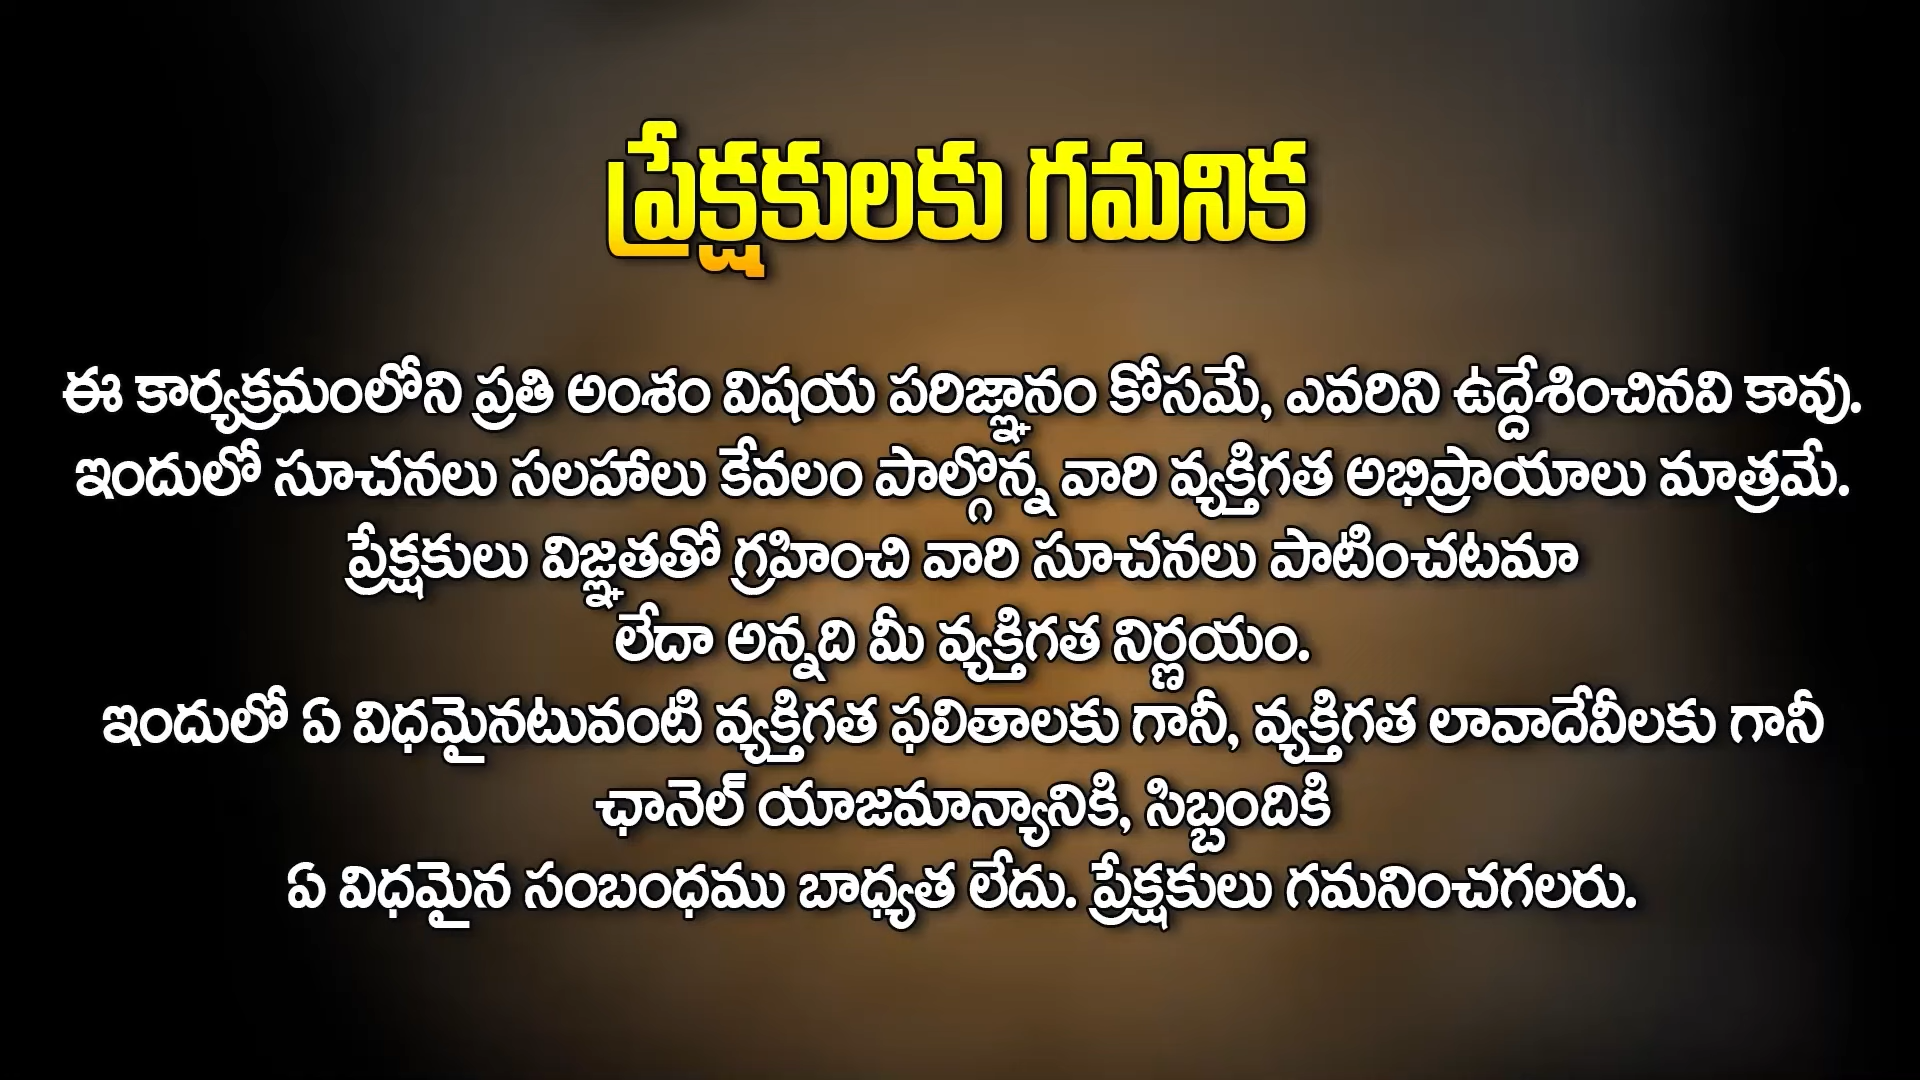 ప్రేక్షకులకు గమనిక
ఈ కార్యక్రమంలోని ప్రతి అంశం విషయ పరిజ్ఞానం కోసమే, ఎవరిని ఉద్దేశించినవి కావు.
ఇందులో సూచనలు సలహాలు కేవలం పాల్గొన్న వారి వ్యక్తిగత అభిప్రాయాలు మాత్రమే.
ప్రేక్షకులు విజ్ఞతతో గ్రహించి వారి సూచనలు పాటించటమా
లేదా అన్నది మీ వ్యక్తిగత నిర్ణయం.
ఇందులో ఏ విధమైనటువంటి వ్యక్తిగత ఫలితాలకు గానీ, వ్యక్తిగత లావాదేవీలకు గానీ
ఛానెల్ యాజమాన్యానికి, సిబ్బందికి
ఏ విధమైన సంబంధము బాధ్యత లేదు. ప్రేక్షకులు గమనించగలరు.